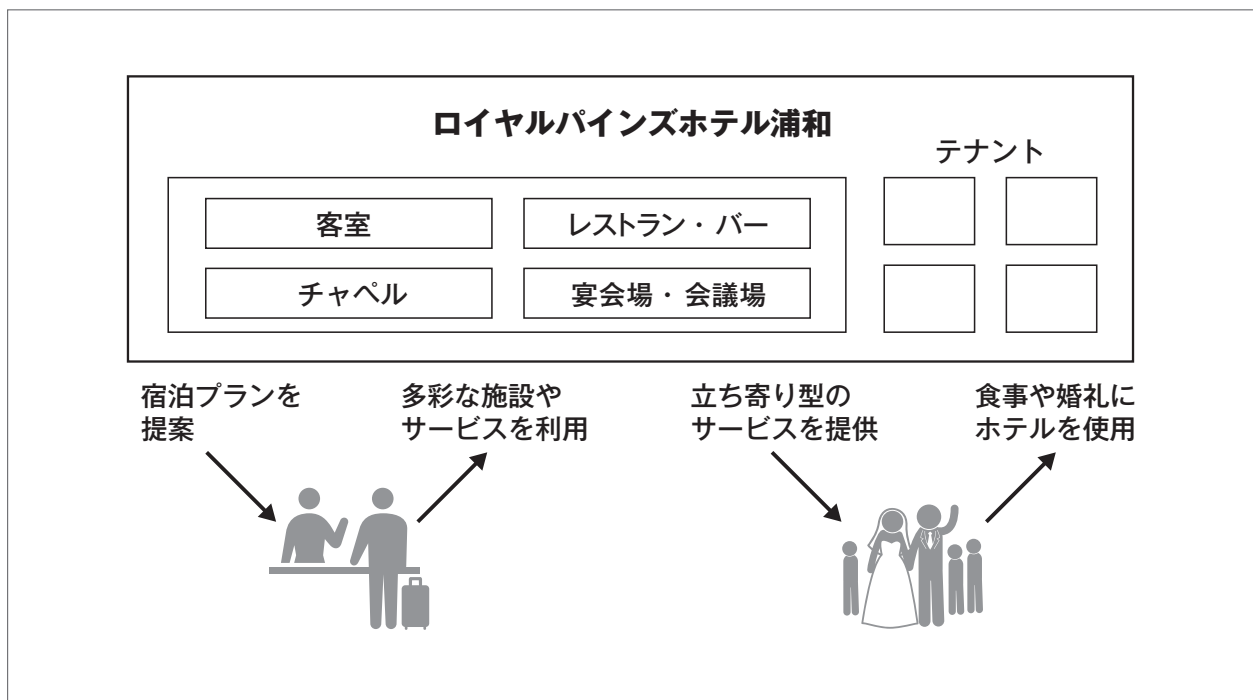 ロイヤルパインズホテル浦和
テナント
客室
レストラン・バー
チャペル
宴会場・会議場
宿泊プランを
提案
多彩な施設や
サービスを利用
立ち寄り型の
サービスを提供
食事や婚礼に
ホテルを使用